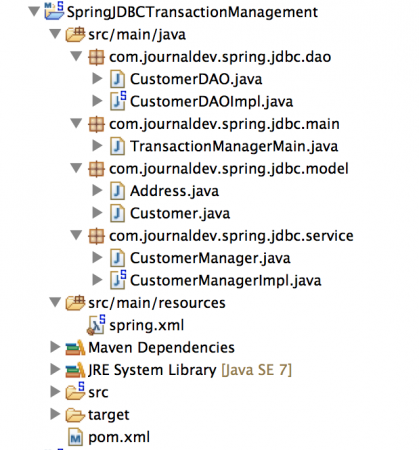 SpringJDBCTransactionManagement
src/main/java
com.journaldev.spring.jdbc.dao
CustomerDAO.java
CustomerDAOImpl.java
com.journaldev.spring.jdbc.main
TransactionManagerMain.java
com.journaldev.spring.jdbc.model
Address.java
Customer.java
com.journaldev.spring.jdbc.service
CustomerManager.java
CustomerManagerImpl.java
src/main/resources
spring.xml
Maven Dependencies
JRE System Library [Java SE 7]
src
target
pom.xml